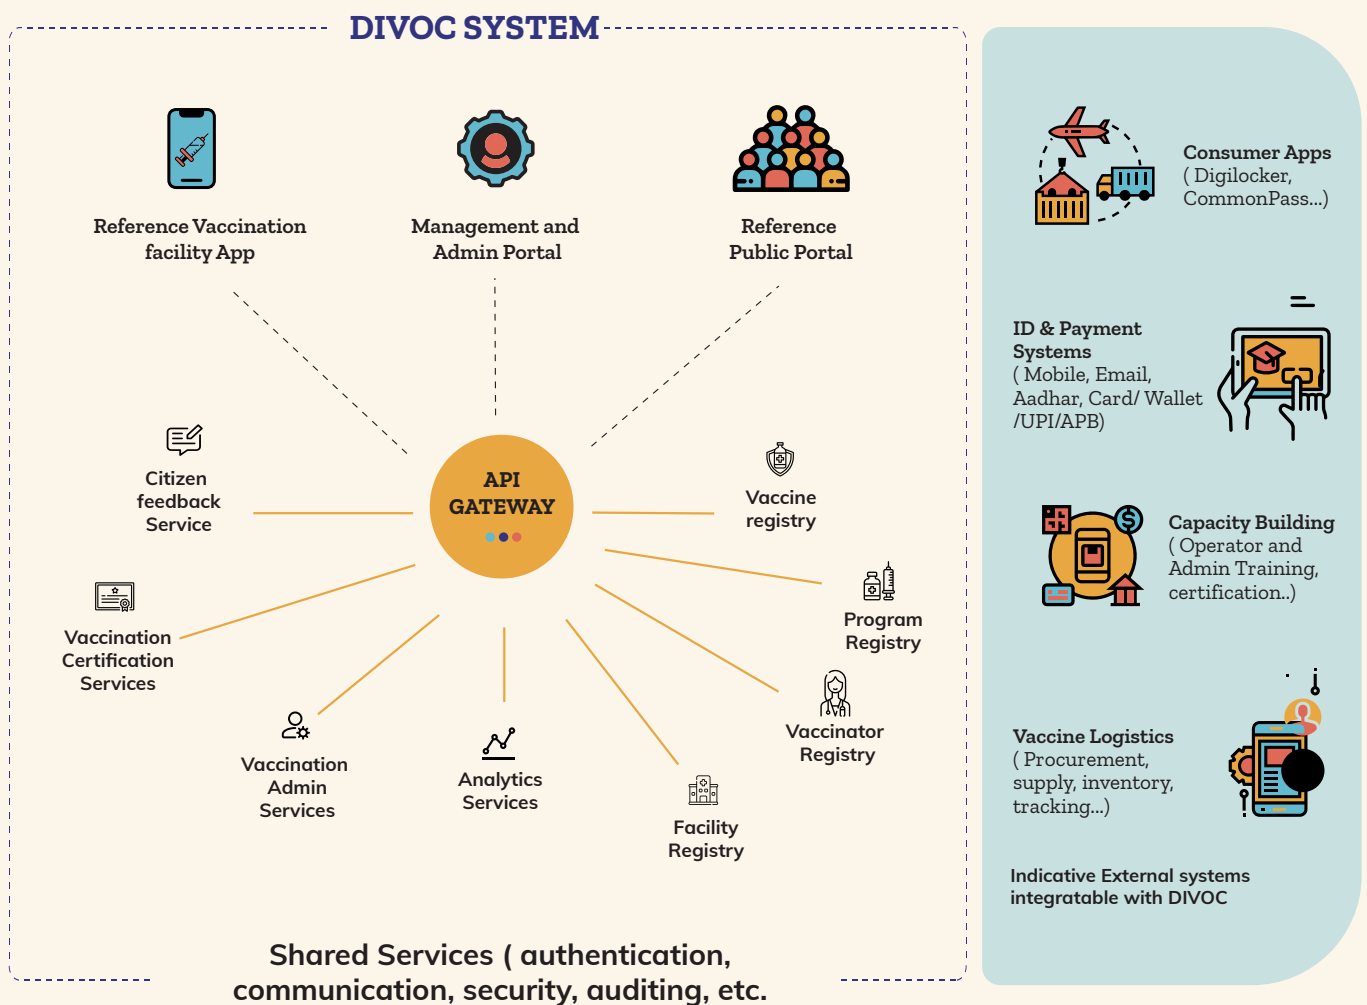 DIVOC SYSTEM
Reference Vaccination
facility App
Management and
Admin Portal
Reference
Public Portal
API
GATEWAY
Citizen
feedback
Service
Vaccine
registry
Vaccination
Certification
Services
Program
Registry
Vaccination
Admin
Services
Analytics
Services
Vaccinator
Registry
Facility
Registry
Shared Services ( authentication,
communication, security, auditing, etc.
Consumer Apps
( Digilocker,
CommonPass...)
ID & Payment
Systems
( Mobile, Email,
Aadhar, Card/ Wallet
/UPI/APB)
Capacity Building
( Operator and
Admin Training,
certification..)
Vaccine Logistics
( Procurement,
supply, inventory,
tracking...)
Indicative External systems
integratable with DIVOC